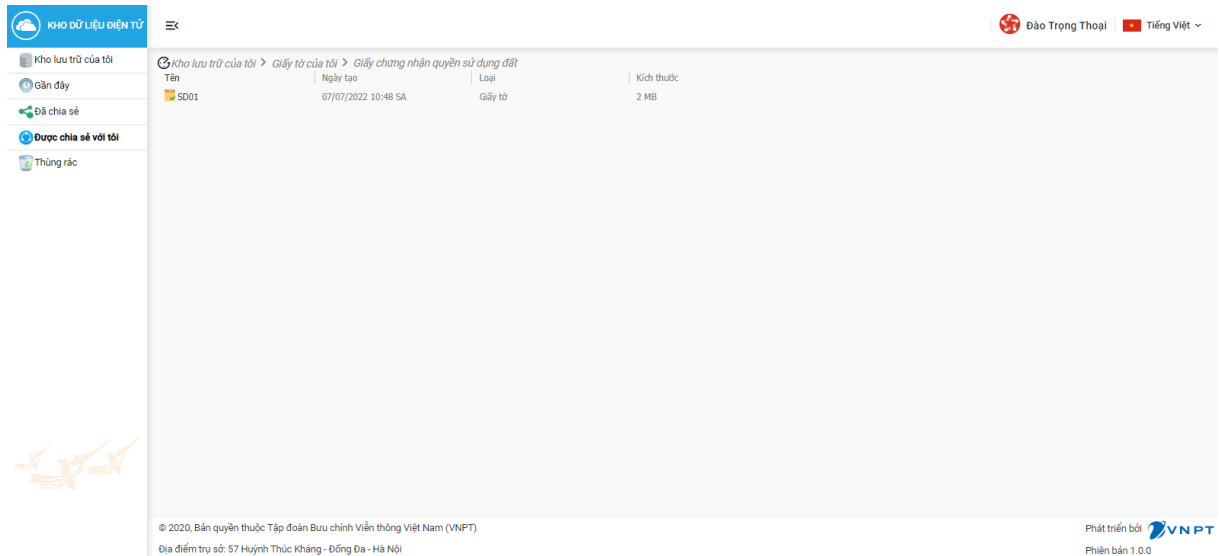 KHO DỮ LIỆU ĐIỆN TỬ
Đào Trọng Thoại
Tiếng Việt
Kho lưu trữ của tôi
Gần đây
Đã chia sẻ
Được chia sẻ với tôi
Thùng rác
Kho lưu trữ của tôi > Giấy tờ của tôi > Giấy chưng nhận quyền sử dụng đất
Tên Ngày tạo Loại Kích thước
SD01 07/07/2022 10:48 SA Giấy tờ 2 MB
© 2020, Bản quyền thuộc Tập đoàn Bưu chính Viễn thông Việt Nam (VNPT)
Phát triển bởi VNPT
Địa điểm trụ sở: 57 Huỳnh Thúc Kháng - Đống Đa - Hà Nội
Phiên bản 1.0.0